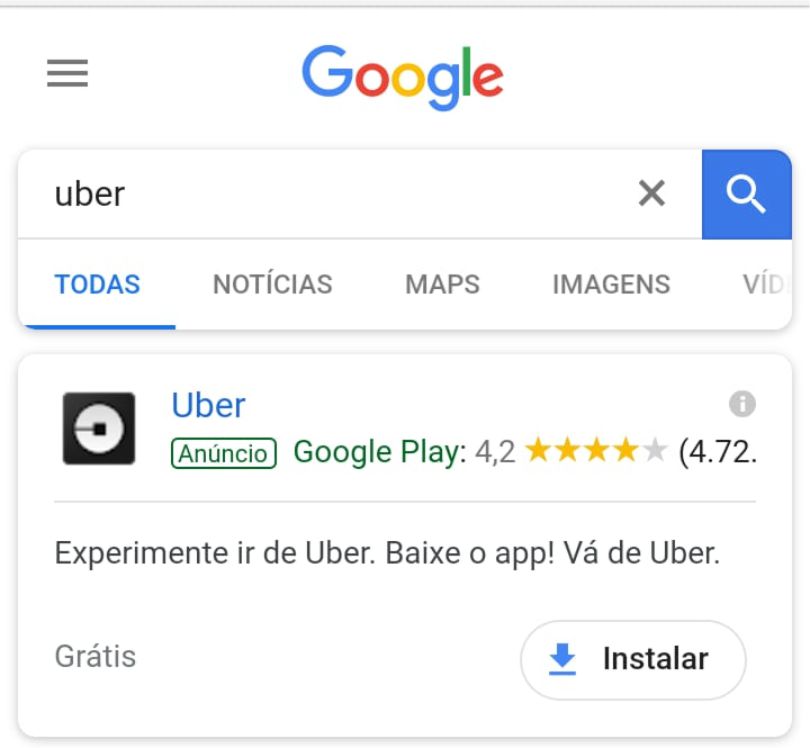 Google
uber
TODAS NOTÍCIAS MAPS IMAGENS
Uber
Anúncio Google Play: 4,2 (4.72.
Experimente ir de Uber. Baixe o app! Vá de Uber.
Grátis Instalar